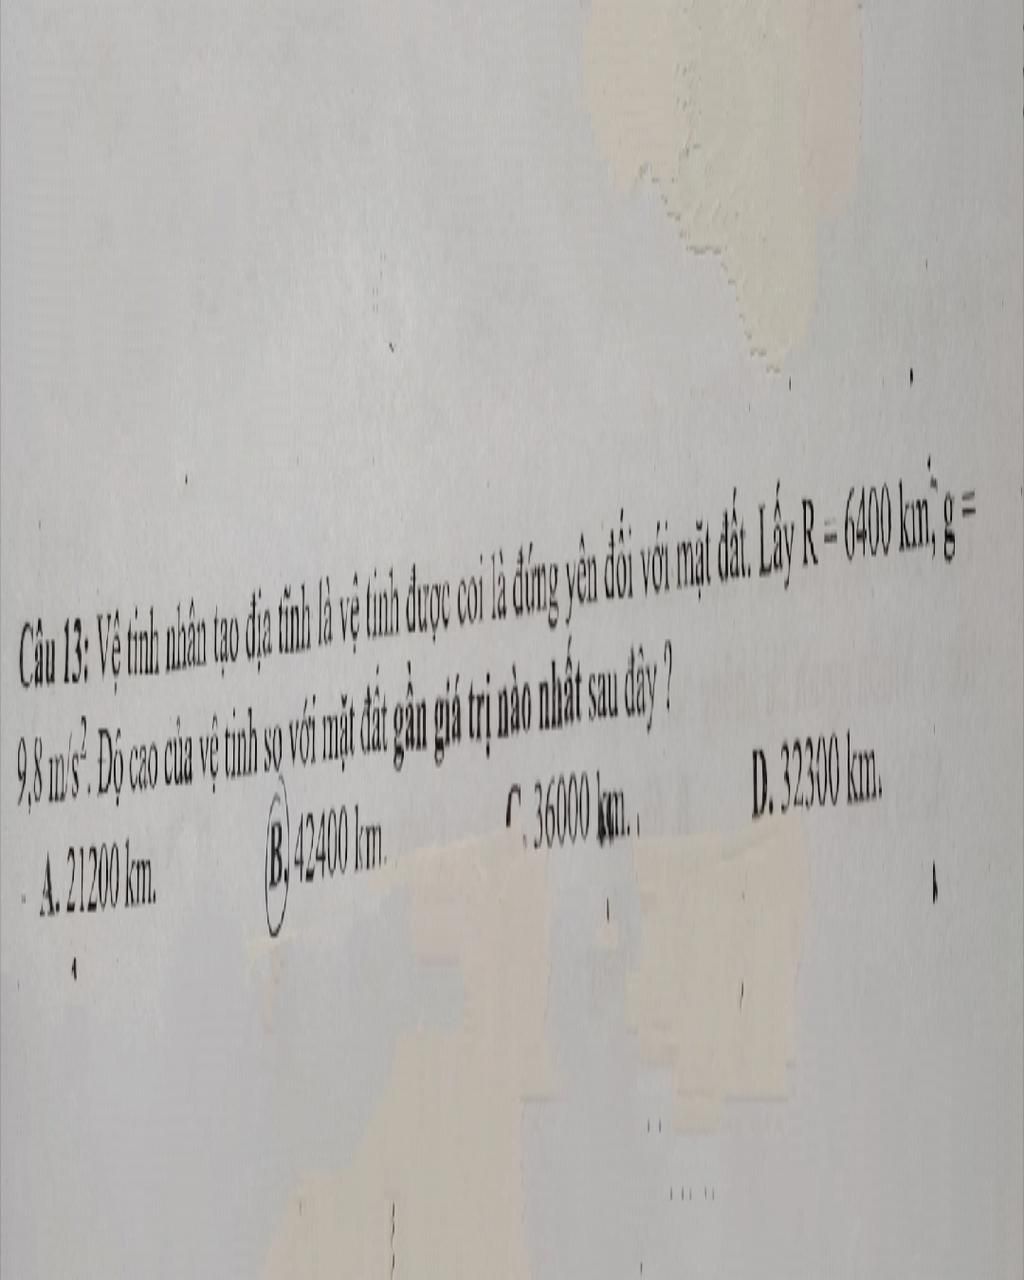 Câu 13: Vệ tinh nhân tạo địa tĩnh là vệ tinh được coi là đứng yên đối với mặt đất. Lấy R = 6400 km, g =
9,8 m/s². Độ cao của vệ tinh so với mặt đất gần giá trị nào nhất sau đây ?
A. 21200 km. B. 42400 km. C. 36000 km. D. 32300 km.